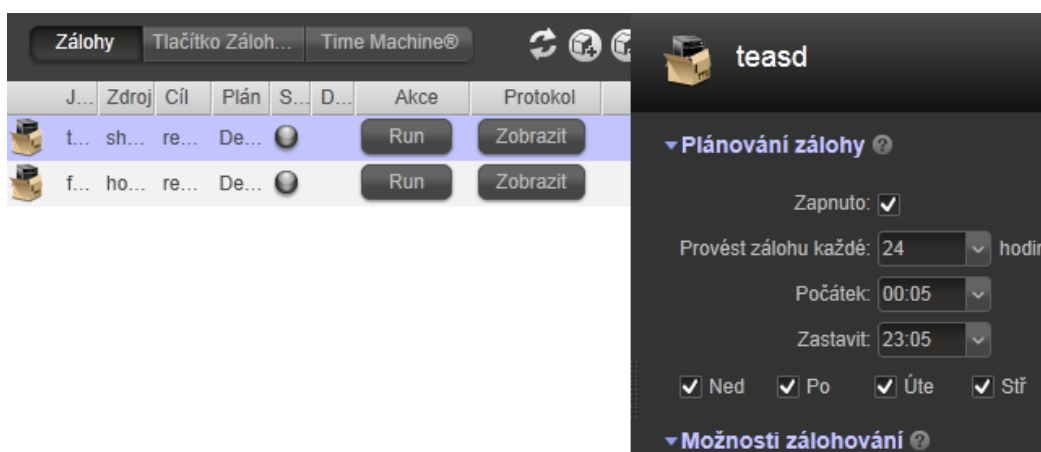 Zálohy Tlačítko Záloh... Time Machine®
J... Zdroj Cíl Plán S... D... Akce Protokol
t... sh... re... De... Run Zobrazit
f... ho... re... De... Run Zobrazit
teasd
Plánování zálohy
Zapnuto:
Provést zálohu každé: 24 hodin
Počátek: 00:05
Zastavit: 23:05
Ned Po Úte Stř
Možnosti zálohování